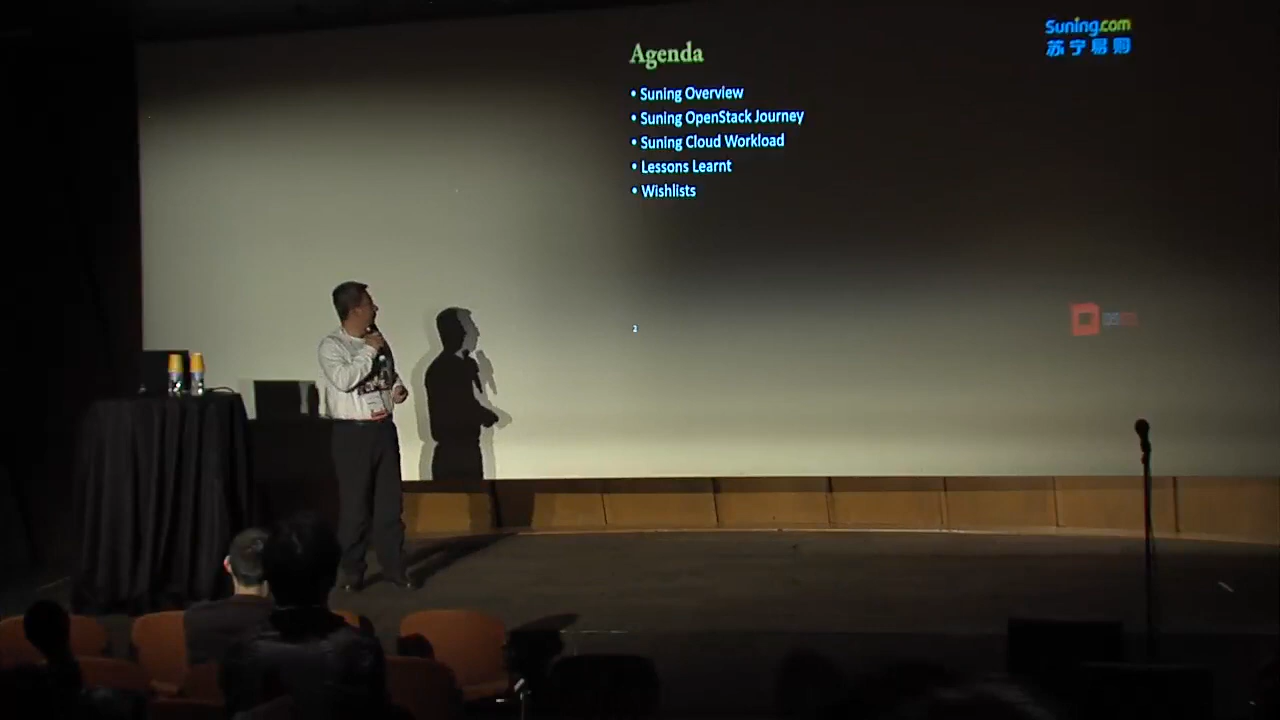 Suning.com
苏宁易购
Agenda
• Suning Overview
• Suning OpenStack Journey
• Suning Cloud Workload
• Lessons Learnt
• Wishlists
2